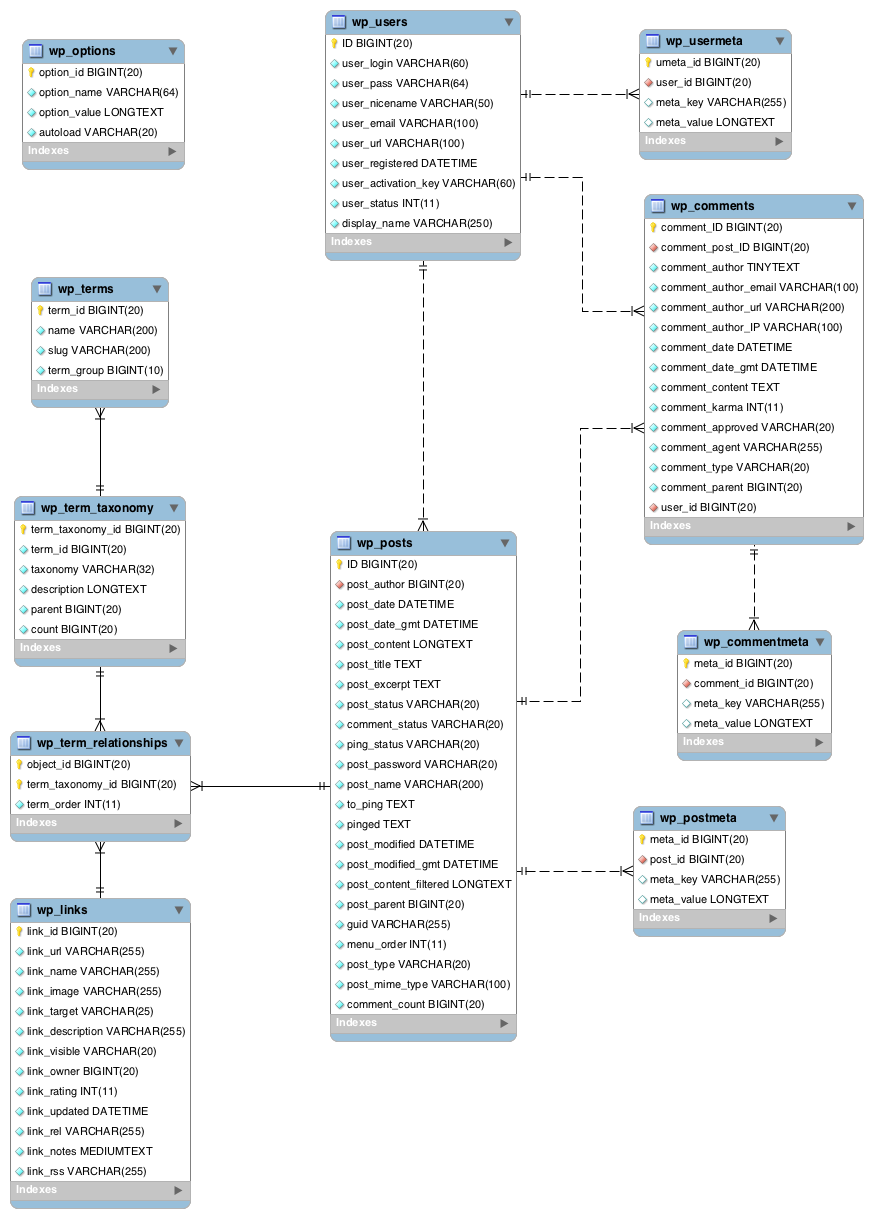 wp_options
option_id BIGINT(20)
option_name VARCHAR(64)
option_value LONGTEXT
autoload VARCHAR(20)
Indexes
wp_users
ID BIGINT(20)
user_login VARCHAR(60)
user_pass VARCHAR(64)
user_nicename VARCHAR(50)
user_email VARCHAR(100)
user_url VARCHAR(100)
user_registered DATETIME
user_activation_key VARCHAR(60)
user_status INT(11)
display_name VARCHAR(250)
Indexes
wp_usermeta
umeta_id BIGINT(20)
user_id BIGINT(20)
meta_key VARCHAR(255)
meta_value LONGTEXT
Indexes
wp_comments
comment_ID BIGINT(20)
comment_post_ID BIGINT(20)
comment_author TINYTEXT
comment_author_email VARCHAR(100)
comment_author_url VARCHAR(200)
comment_author_IP VARCHAR(100)
comment_date DATETIME
comment_date_gmt DATETIME
comment_content TEXT
comment_karma INT(11)
comment_approved VARCHAR(20)
comment_agent VARCHAR(255)
comment_type VARCHAR(20)
comment_parent BIGINT(20)
user_id BIGINT(20)
Indexes
wp_terms
term_id BIGINT(20)
name VARCHAR(200)
slug VARCHAR(200)
term_group BIGINT(10)
Indexes
wp_term_taxonomy
term_taxonomy_id BIGINT(20)
term_id BIGINT(20)
taxonomy VARCHAR(32)
description LONGTEXT
parent BIGINT(20)
count BIGINT(20)
Indexes
wp_posts
ID BIGINT(20)
post_author BIGINT(20)
post_date DATETIME
post_date_gmt DATETIME
post_content LONGTEXT
post_title TEXT
post_excerpt TEXT
post_status VARCHAR(20)
comment_status VARCHAR(20)
ping_status VARCHAR(20)
post_password VARCHAR(20)
post_name VARCHAR(200)
to_ping TEXT
pinged TEXT
post_modified DATETIME
post_modified_gmt DATETIME
post_content_filtered LONGTEXT
post_parent BIGINT(20)
guid VARCHAR(255)
menu_order INT(11)
post_type VARCHAR(20)
post_mime_type VARCHAR(100)
comment_count BIGINT(20)
Indexes
wp_commentmeta
meta_id BIGINT(20)
comment_id BIGINT(20)
meta_key VARCHAR(255)
meta_value LONGTEXT
Indexes
wp_term_relationships
object_id BIGINT(20)
term_taxonomy_id BIGINT(20)
term_order INT(11)
Indexes
wp_postmeta
meta_id BIGINT(20)
post_id BIGINT(20)
meta_key VARCHAR(255)
meta_value LONGTEXT
Indexes
wp_links
link_id BIGINT(20)
link_url VARCHAR(255)
link_name VARCHAR(255)
link_image VARCHAR(255)
link_target VARCHAR(25)
link_description VARCHAR(255)
link_visible VARCHAR(20)
link_owner BIGINT(20)
link_rating INT(11)
link_updated DATETIME
link_rel VARCHAR(255)
link_notes MEDIUMTEXT
link_rss VARCHAR(255)
Indexes